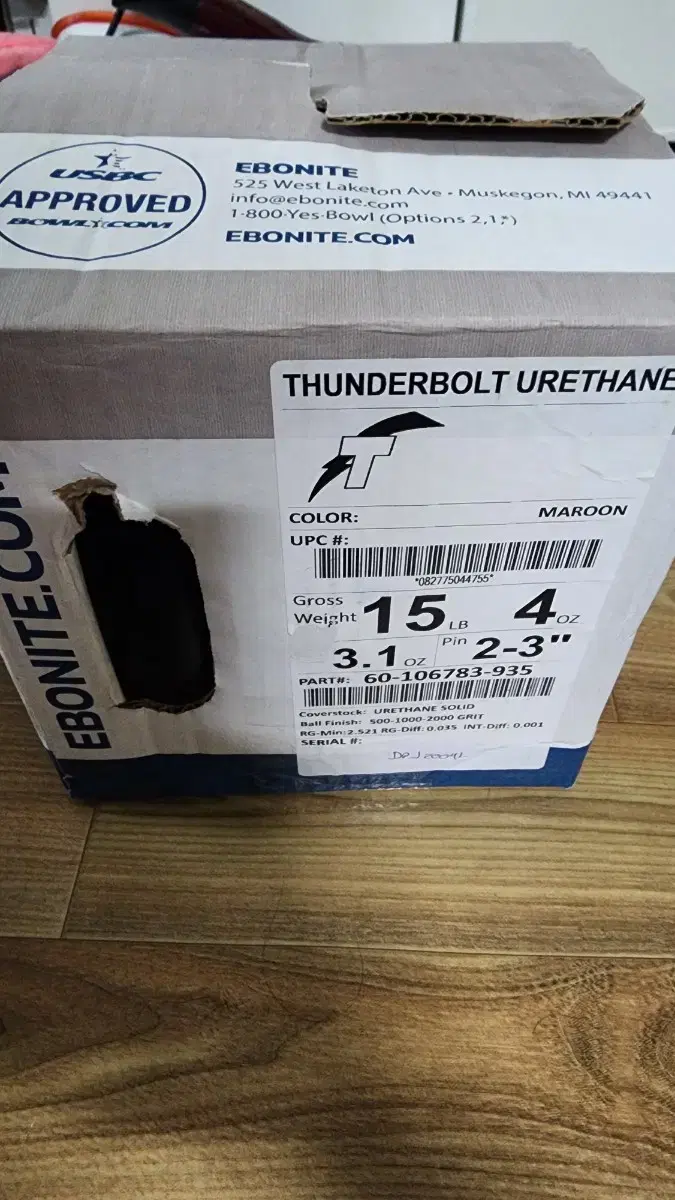 USBC
APPROVED
BOWL.COM
EBONITE
525 West Laketon Ave • Muskegon, MI 49441
info@ebonite.com
1-800-Yes-Bowl (Options 2,1,*)
EBONITE.COM
EBONITE.COM
THUNDERBOLT URETHANE
T
COLOR: MAROON
UPC #:
*082775044755*
Gross Weight 15 LB 4 OZ
3.1 OZ Pin 2-3"
PART#: 60-106783-935
Coverstock: URETHANE SOLID
Ball Finish: 500-1000-2000 GRIT
RG-Min:2.521 RG-Diff: 0.035 INT-Diff: 0.001
SERIAL #: